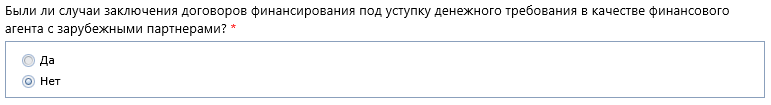 Были ли случаи заключения договоров финансирования под уступку денежного требования в качестве финансового
агента с зарубежными партнерами? *
Да
Нет